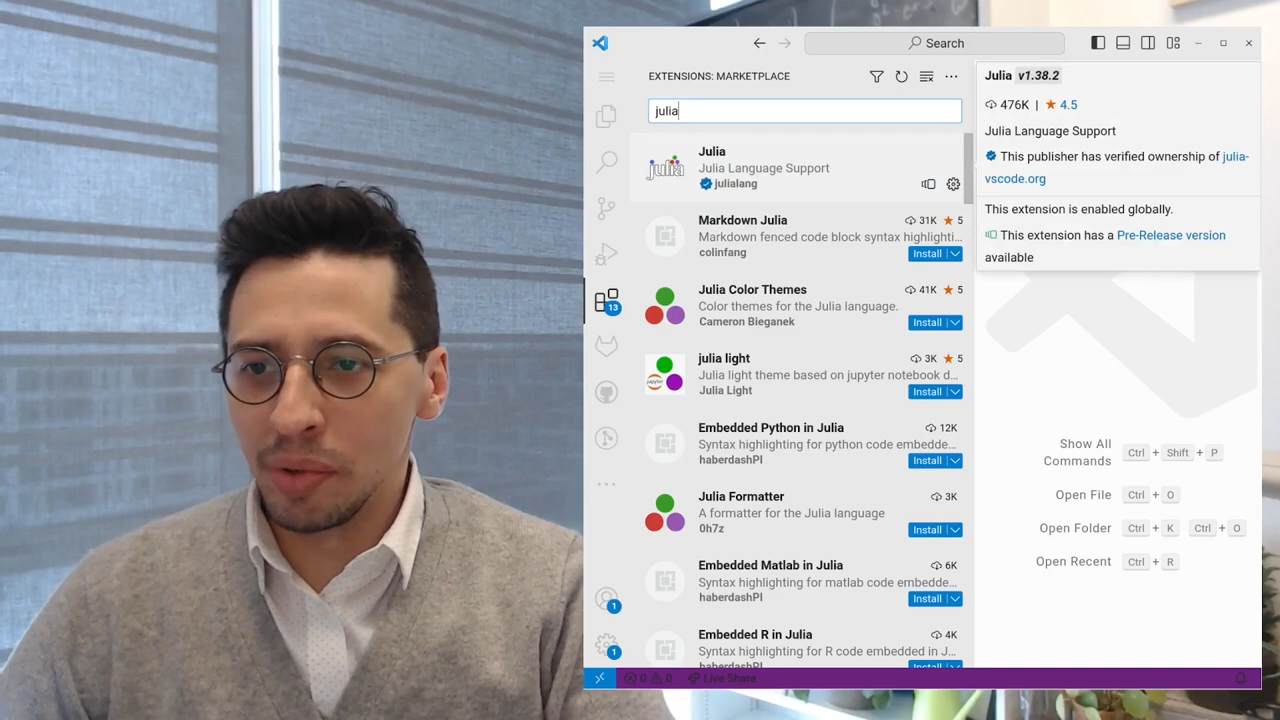 Search
EXTENSIONS: MARKETPLACE
julia
Julia
Julia Language Support
julialang
Markdown Julia
31K ★ 5
Markdown fenced code block syntax highlighti...
colinfang
Install
Julia Color Themes
41K ★ 5
Color themes for the Julia language.
Cameron Bieganek
Install
julia light
3K ★ 5
Julia light theme based on jupyter notebook d...
Julia Light
Install
Embedded Python in Julia
12K
Syntax highlighting for python code embedde...
haberdashPI
Install
Julia Formatter
3K
A formatter for the Julia language
0h7z
Install
Embedded Matlab in Julia
6K
Syntax highlighting for matlab code embedde...
haberdashPI
Install
Embedded R in Julia
4K
Syntax highlighting for R code embedded in J...
haberdashPI
Install
13
1
1
0 0 Live Share
Julia v1.38.2
476K | ★ 4.5
Julia Language Support
This publisher has verified ownership of julia-
vscode.org
This extension is enabled globally.
This extension has a Pre-Release version
available
Show All
Commands
Ctrl + Shift + P
Open File Ctrl + O
Open Folder Ctrl + K Ctrl + O
Open Recent Ctrl + R